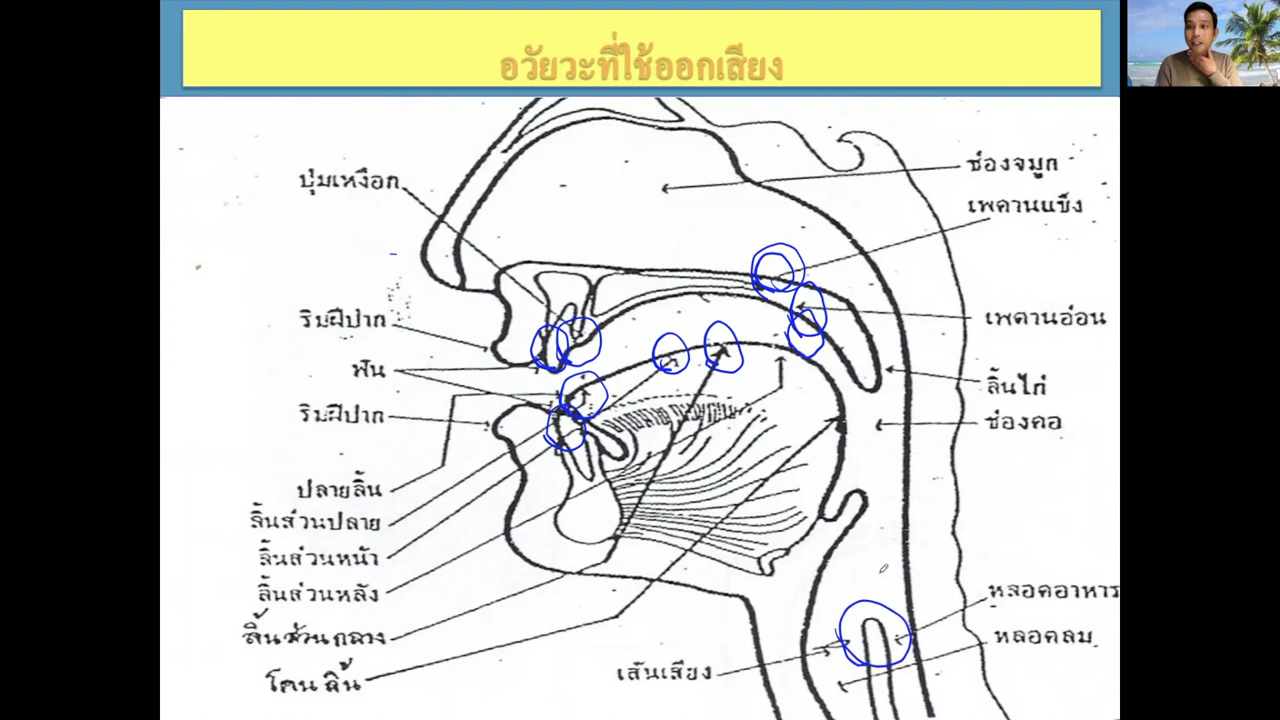 อวัยวะที่ใช้ออกเสียง
ปุ่มเหงือก
ริมฝีปาก
ฟัน
ริมฝีปาก
ปลายลิ้น
ลิ้นส่วนปลาย
ลิ้นส่วนหน้า
ลิ้นส่วนหลัง
ลิ้นส่วนกลาง
โคนลิ้น
เส้นเสียง
ช่องจมูก
เพดานแข็ง
เพดานอ่อน
ลิ้นไก่
ช่องคอ
หลอดอาหาร
หลอดลม